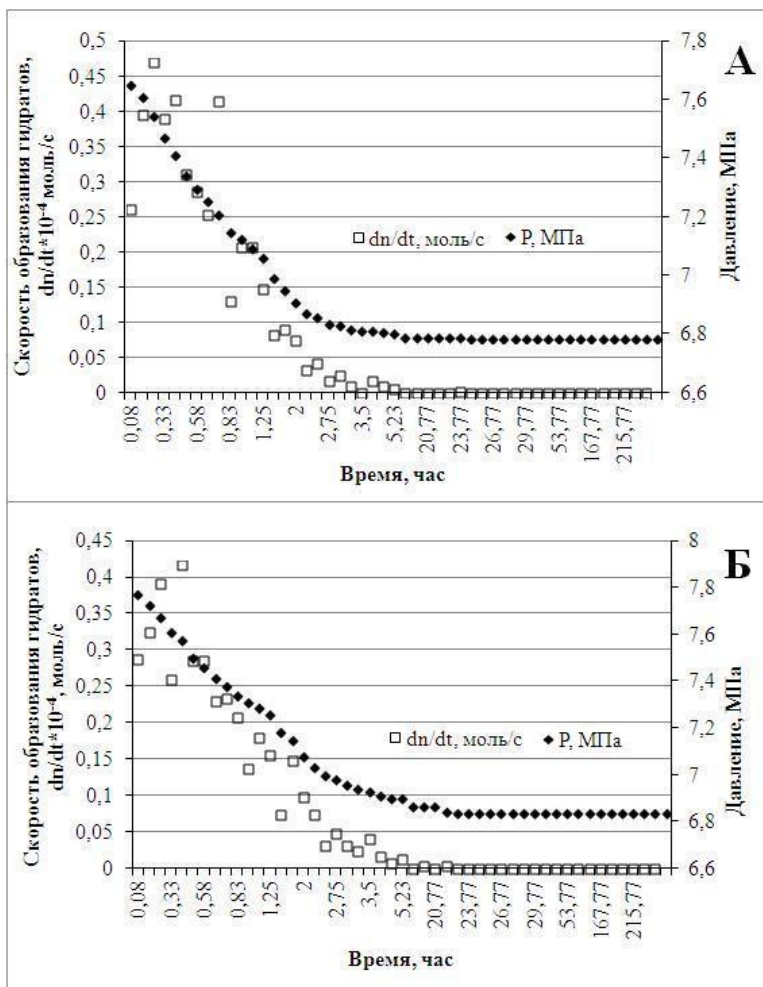 А
Скорость образования гидратов,
dn/dt*10⁻⁴ моль/с
0,5
0,45
0,4
0,35
0,3
0,25
0,2
0,15
0,1
0,05
0
7,8
7,6
7,4
7,2
7
6,8
6,6
Давление, МПа
dn/dt, моль/с P, МПа
0,08 0,33 0,58 0,83 1,25 2 2,75 3,5 5,23 20,77 23,77 26,77 29,77 53,77 167,77 215,77
Время, час
Б
Скорость образования гидратов,
dn/dt*10⁻⁴, моль/с
0,45
0,4
0,35
0,3
0,25
0,2
0,15
0,1
0,05
0
8
7,8
7,6
7,4
7,2
7
6,8
6,6
Давление, МПа
dn/dt, моль/с P, МПа
0,08 0,33 0,58 0,83 1,25 2 2,75 3,5 5,23 20,77 23,77 26,77 29,77 53,77 167,77 215,77
Время, час